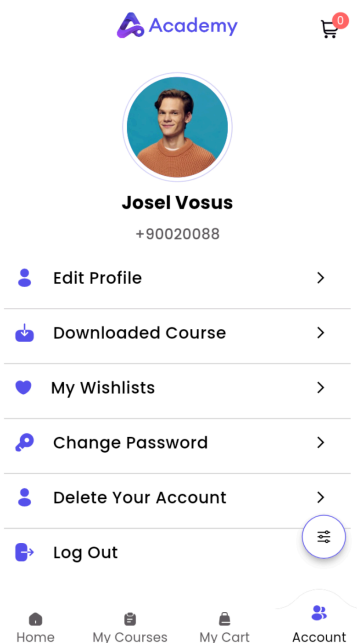 Academy
0
Josel Vosus
+90020088
Edit Profile
Downloaded Course
My Wishlists
Change Password
Delete Your Account
Log Out
Home
My Courses
My Cart
Account